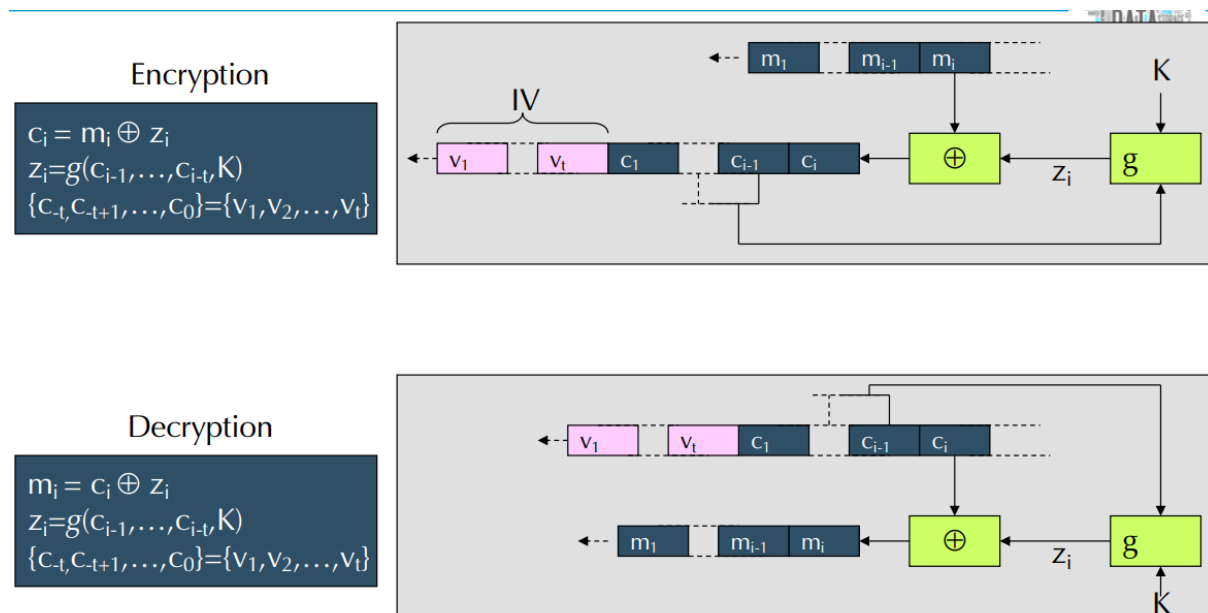 DATA
Encryption
cᵢ = mᵢ ⊕ zᵢ
zᵢ=g(cᵢ₋₁,…,cᵢ₋ₜ,K)
{c₋ₜ,c₋ₜ₊₁,…,c₀}={v₁,v₂,…,vₜ}
m₁ mᵢ₋₁ mᵢ
K
IV
v₁ vₜ c₁ cᵢ₋₁ cᵢ ⊕ zᵢ g
Decryption
mᵢ = cᵢ ⊕ zᵢ
zᵢ=g(cᵢ₋₁,…,cᵢ₋ₜ,K)
{c₋ₜ,c₋ₜ₊₁,…,c₀}={v₁,v₂,…,vₜ}
v₁ vₜ c₁ cᵢ₋₁ cᵢ
m₁ mᵢ₋₁ mᵢ ⊕ zᵢ g
K